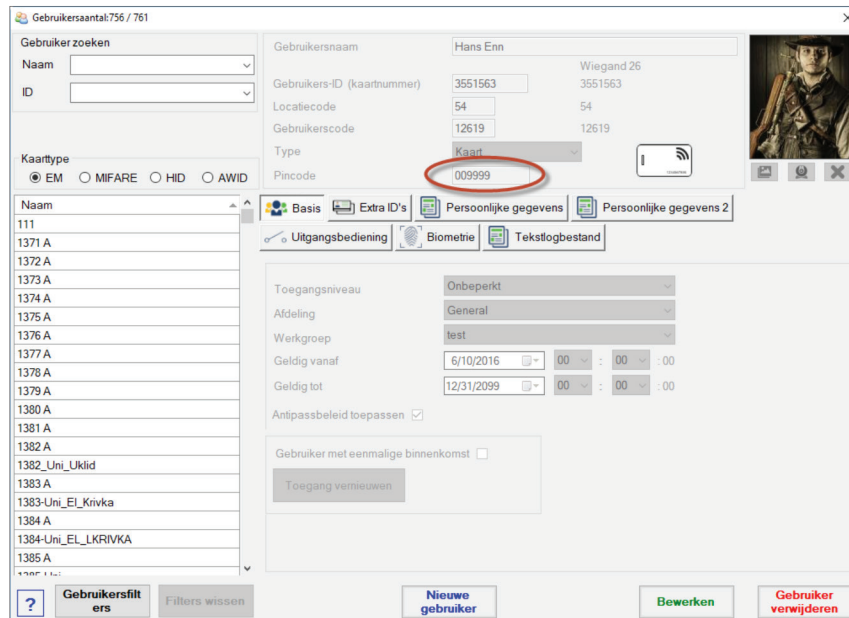 Gebruikersaantal:756 / 761
Gebruiker zoeken
Naam
ID
Kaarttype
EM MIFARE HID AWID
Gebruikersnaam Hans Enn
Wiegand 26
Gebruikers-ID (kaartnummer) 3551563 3551563
Locatiecode 54 54
Gebruikerscode 12619 12619
Type Kaart
Pincode 009999
Naam
111
1371 A
1372 A
1373 A
1374 A
1375 A
1376 A
1377 A
1378 A
1379 A
1380 A
1381 A
1382 A
1382_Uni_Uklid
1383 A
1383-Uni_El_Krivka
1384 A
1384-Uni_EL_LKRIVKA
1385 A
Basis Extra ID's Persoonlijke gegevens Persoonlijke gegevens 2
Uitgangsbediening Biometrie Tekstlogbestand
Toegangsniveau Onbeperkt
Afdeling General
Werkgroep test
Geldig vanaf 6/10/2016 00 : 00 :00
Geldig tot 12/31/2099 00 : 00 :00
Antipassbeleid toepassen
Gebruiker met eenmalige binnenkomst
Toegang vernieuwen
? Gebruikersfilt
ers
Filters wissen
Nieuwe
gebruiker
Bewerken
Gebruiker
verwijderen